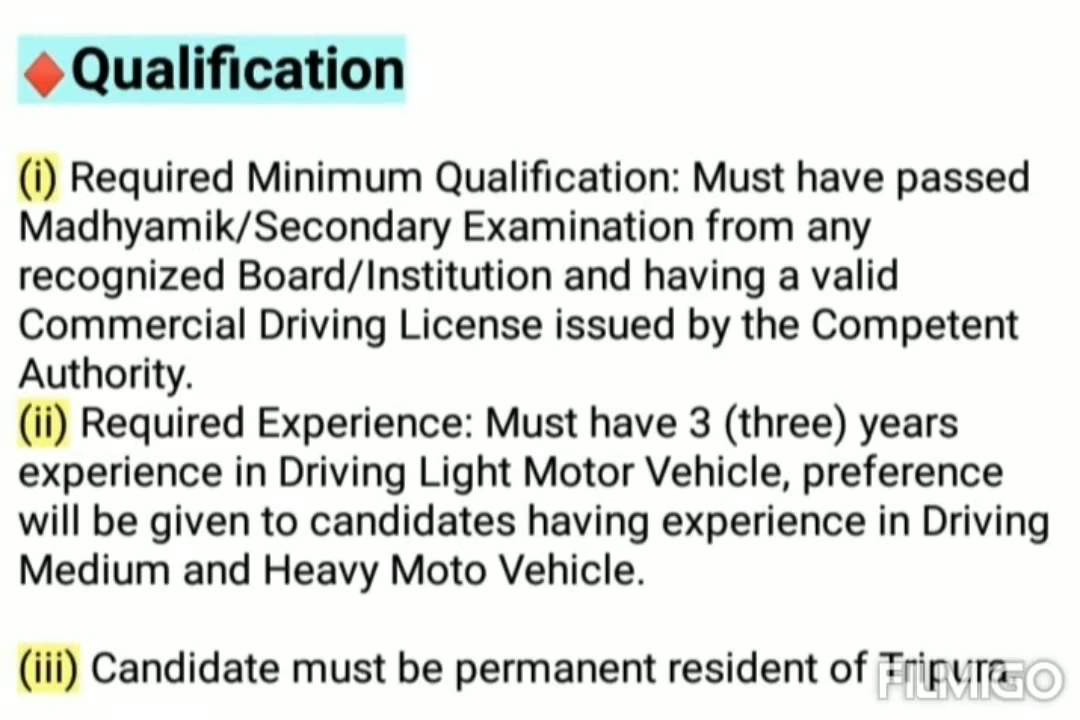 ♦Qualification
(i) Required Minimum Qualification: Must have passed
Madhyamik/Secondary Examination from any
recognized Board/Institution and having a valid
Commercial Driving License issued by the Competent
Authority.
(ii) Required Experience: Must have 3 (three) years
experience in Driving Light Motor Vehicle, preference
will be given to candidates having experience in Driving
Medium and Heavy Moto Vehicle.
(iii) Candidate must be permanent resident of Tripura.
FILMIGO